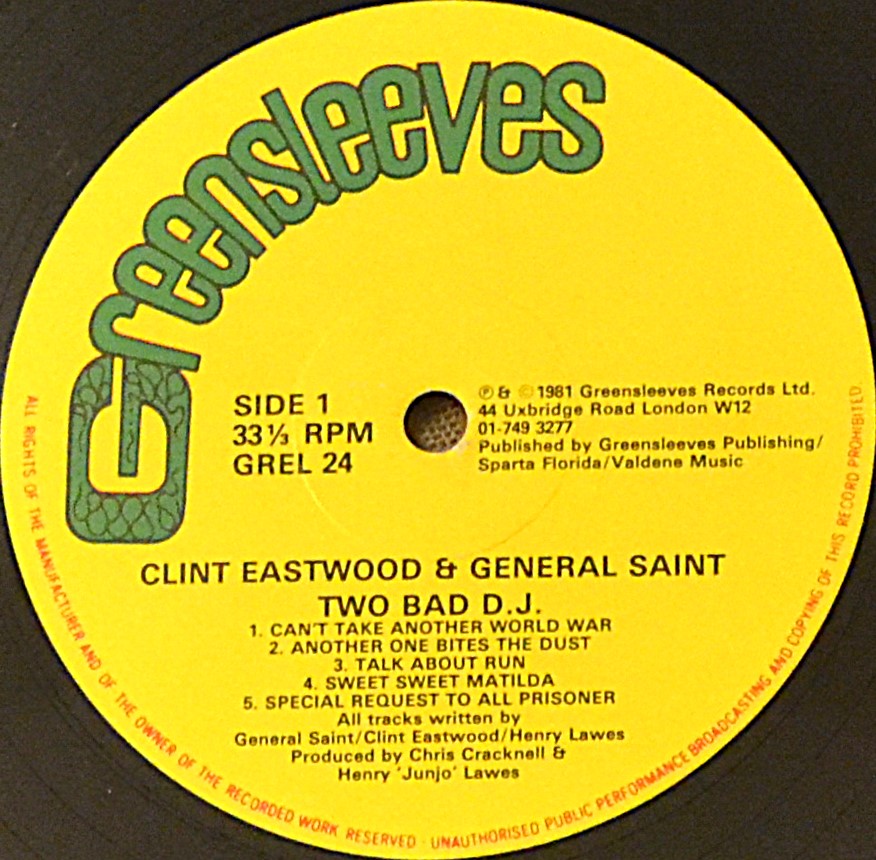 Greensleeves
SIDE 1
33⅓ RPM
GREL 24
℗ & © 1981 Greensleeves Records Ltd.
44 Uxbridge Road London W12
01-749 3277
Published by Greensleeves Publishing/
Sparta Florida/Valdene Music
CLINT EASTWOOD & GENERAL SAINT
TWO BAD D.J.
1. CAN'T TAKE ANOTHER WORLD WAR
2. ANOTHER ONE BITES THE DUST
3. TALK ABOUT RUN
4. SWEET SWEET MATILDA
5. SPECIAL REQUEST TO ALL PRISONER
All tracks written by
General Saint/Clint Eastwood/Henry Lawes
Produced by Chris Cracknell &
Henry 'Junjo' Lawes
ALL RIGHTS OF THE MANUFACTURER AND OF THE OWNER OF THE RECORDED WORK RESERVED · UNAUTHORISED PUBLIC PERFORMANCE BROADCASTING AND COPYING OF THIS RECORD PROHIBITED.